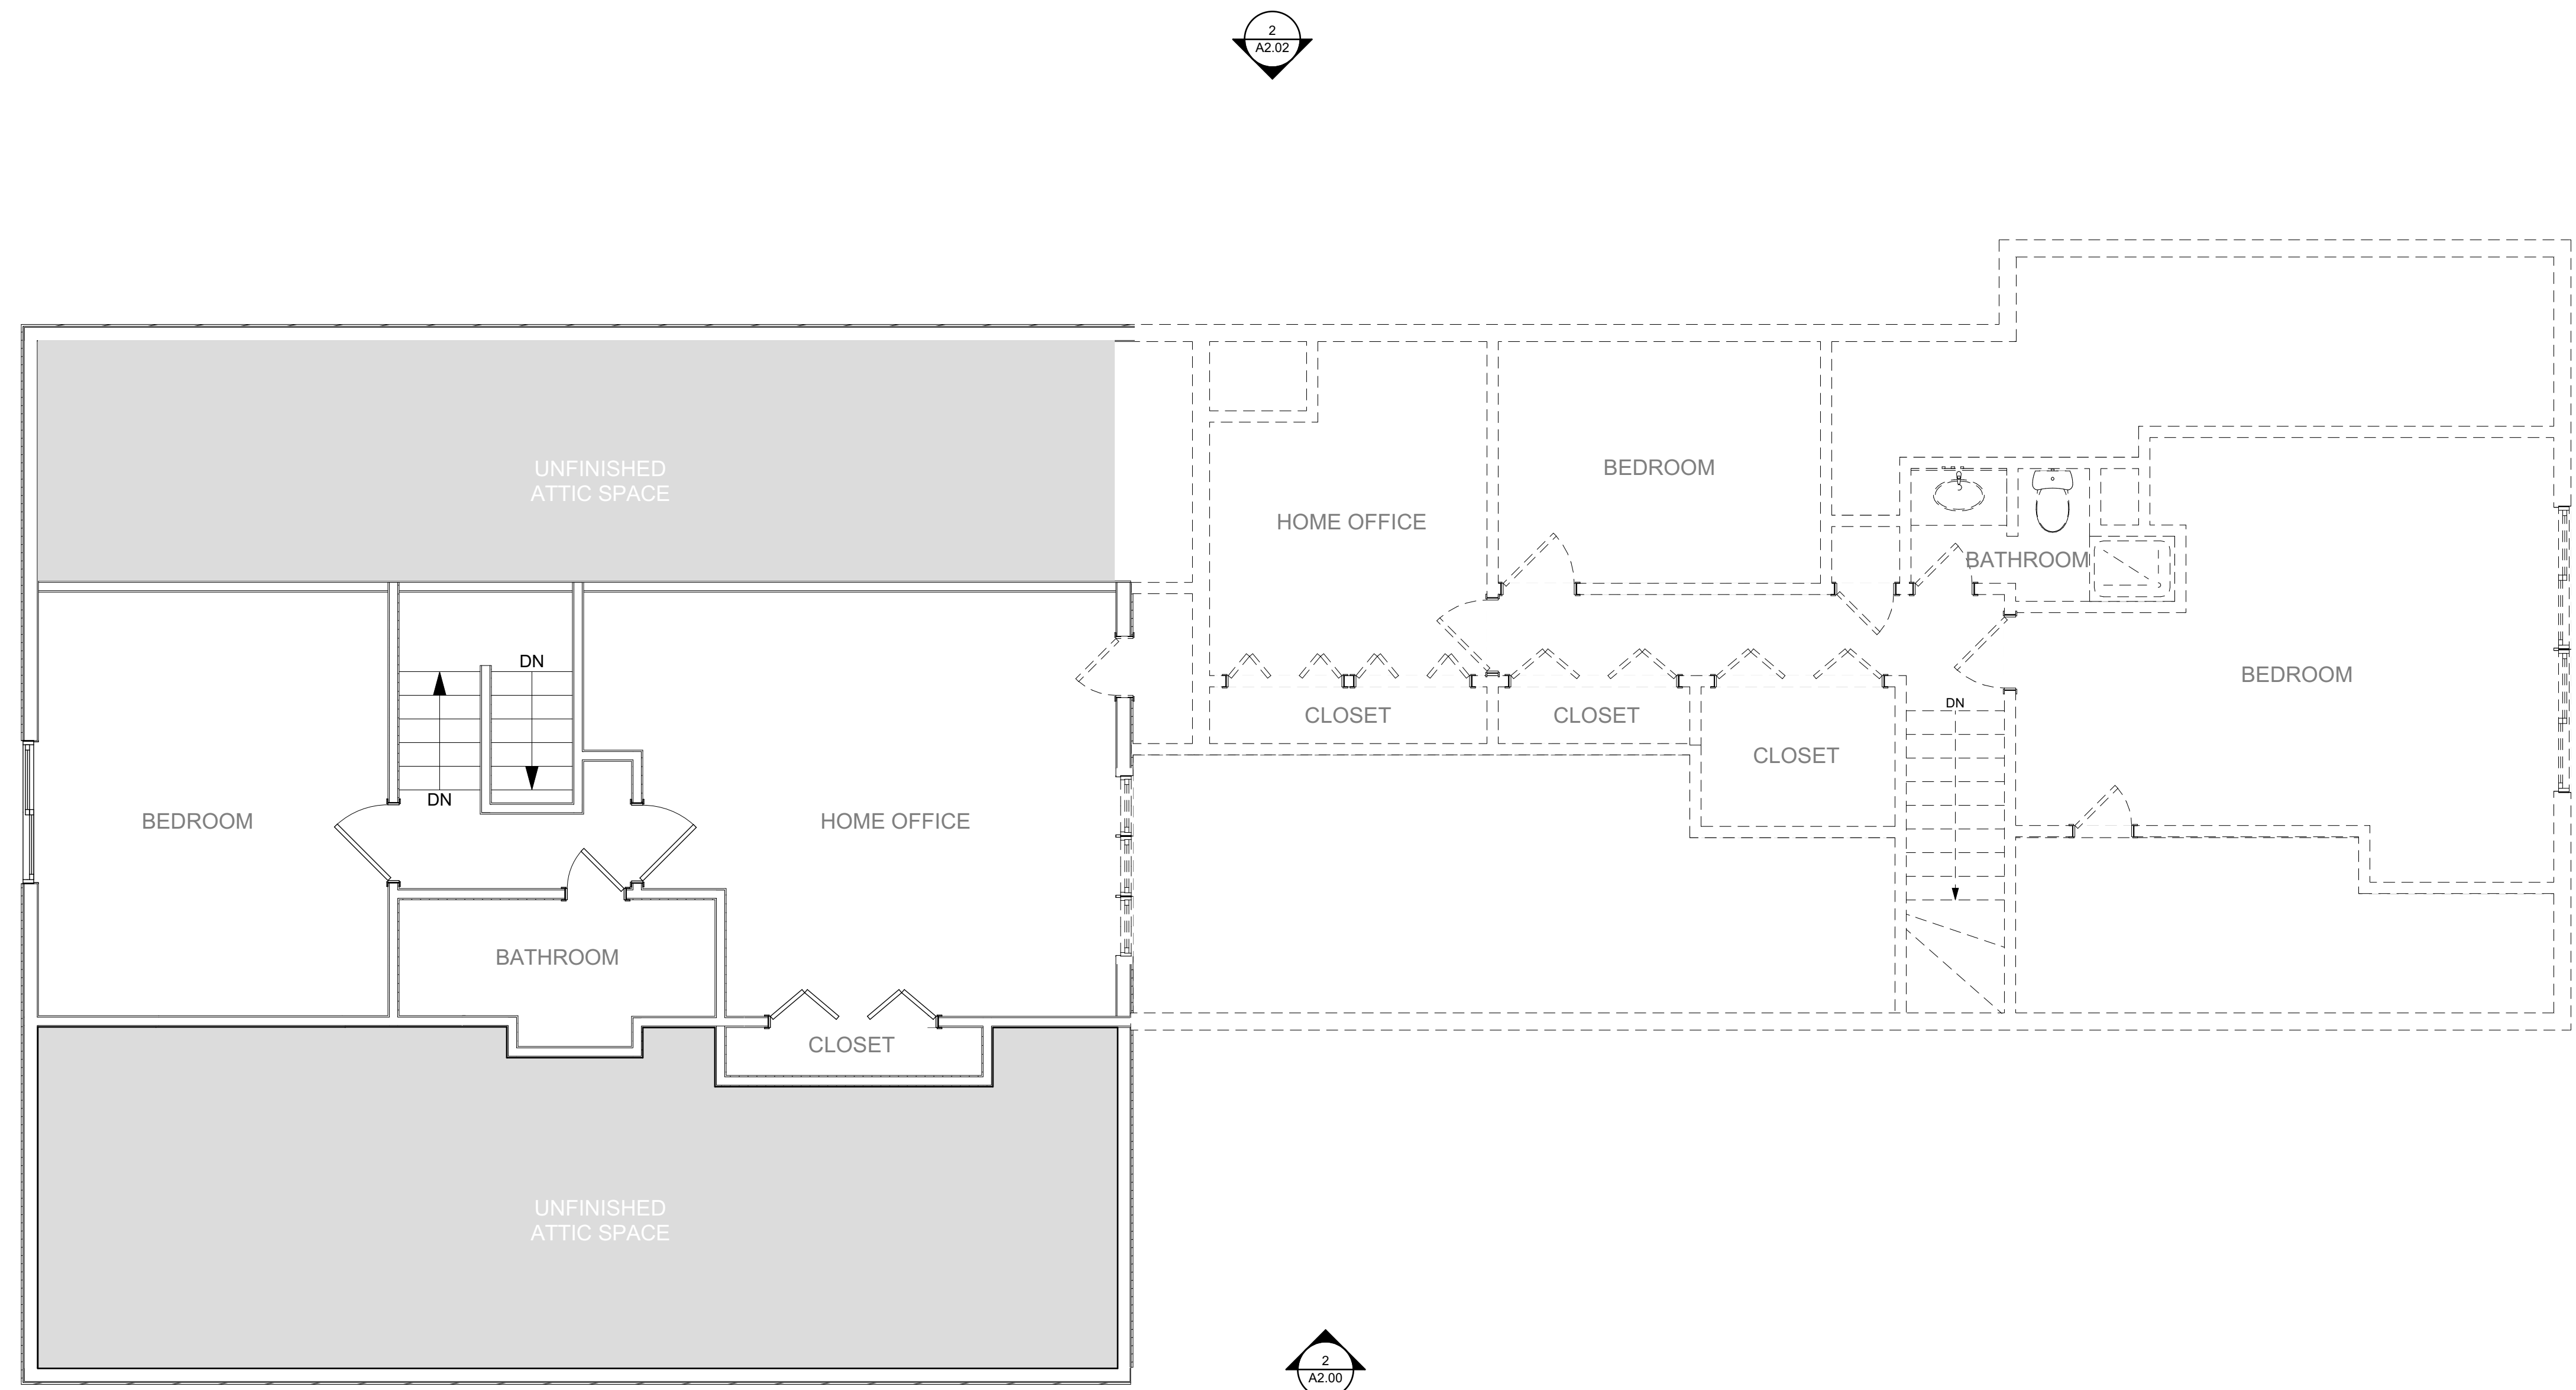 2
A2.02
UNFINISHED
ATTIC SPACE
BEDROOM
HOME OFFICE
BATHROOM
DN
BEDROOM
DN
CLOSET
CLOSET
DN
CLOSET
DN
BEDROOM
HOME OFFICE
BATHROOM
CLOSET
UNFINISHED
ATTIC SPACE
2
A2.00